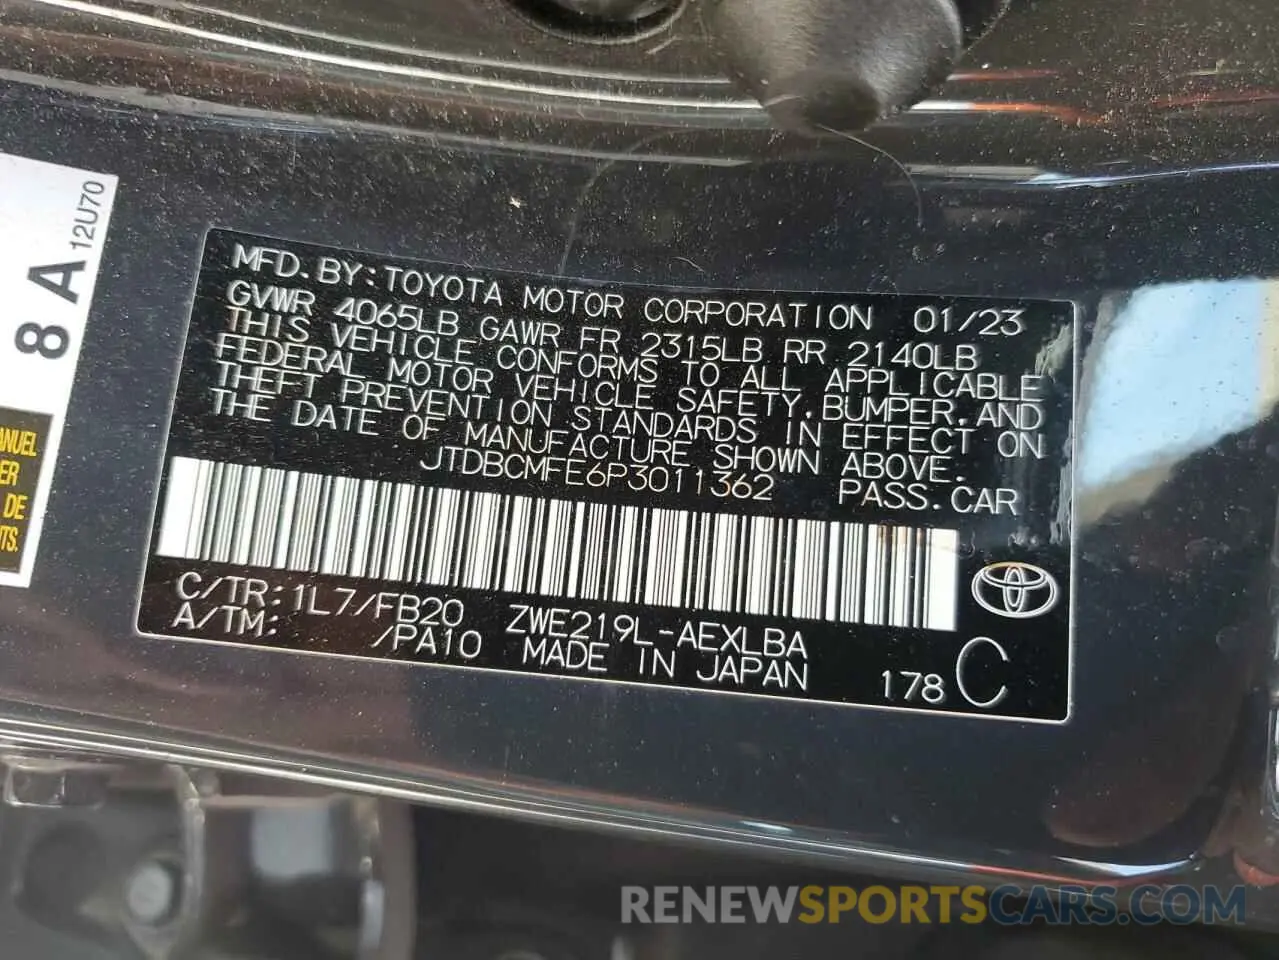 8 A 12U70
MFD. BY: TOYOTA MOTOR CORPORATION 01/23
GVWR 4065LB GAWR FR 2315LB RR 2140LB
THIS VEHICLE CONFORMS TO ALL APPLICABLE
FEDERAL MOTOR VEHICLE SAFETY, BUMPER, AND
THEFT PREVENTION STANDARDS IN EFFECT ON
THE DATE OF MANUFACTURE SHOWN ABOVE.
JTDBCMFE6P3011362 PASS. CAR
C/TR: 1L7/FB20 ZWE219L-AEXLBA
A/TM: /PA10 MADE IN JAPAN 178 C
DE
RENEWSPORTSCARS.COM